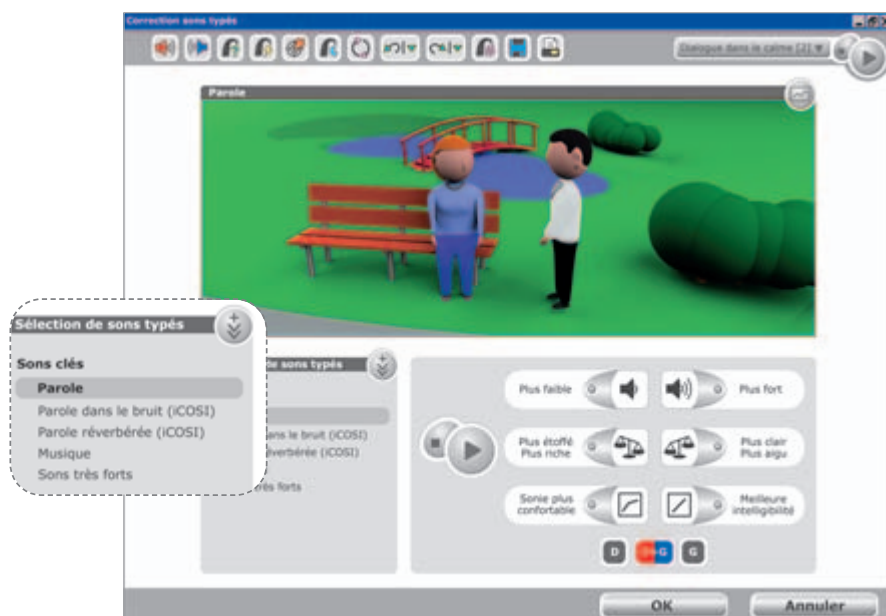 Correction sons typés
Dialogue dans le calme [2]
Parole
Sélection de sons typés
Sons clés
Parole
Parole dans le bruit (iCOSI)
Parole réverbérée (iCOSI)
Musique
Sons très forts
de sons typés
ans le bruit (iCOSI)
éverbérée (iCOSI)
rès forts
Plus faible
Plus fort
Plus étoffé
Plus riche
Plus clair
Plus aigu
Sonie plus
confortable
Meilleure
intelligibilité
D
G
G
OK
Annuler